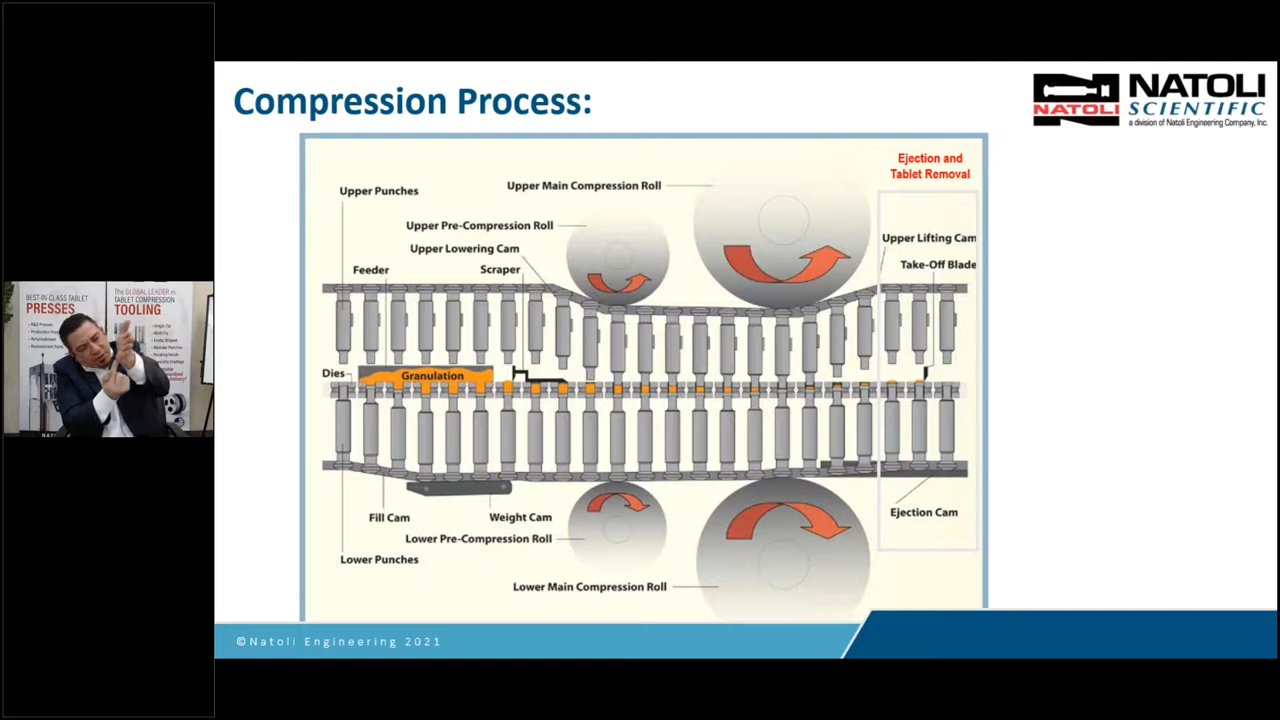 Compression Process:
NATOLI
NATOLI
SCIENTIFIC
a division of Natoli Engineering Company, Inc.
Ejection and
Tablet Removal
Upper Punches
Upper Main Compression Roll
Upper Pre-Compression Roll
Upper Lowering Cam
Feeder
Scraper
Upper Lifting Cam
Take-Off Blade
Dies
Granulation
Fill Cam
Weight Cam
Ejection Cam
Lower Pre-Compression Roll
Lower Punches
Lower Main Compression Roll
©Natoli Engineering 2021
BEST-IN-CLASS TABLET
PRESSES
The GLOBAL LEADER in
TABLET COMPRESSION
TOOLING